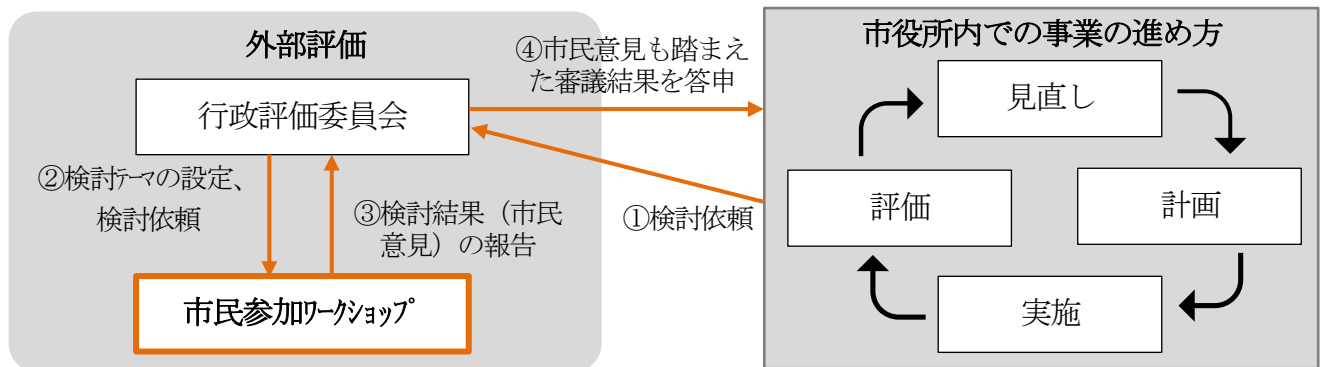 外部評価
行政評価委員会
②検討テーマの設定、
検討依頼
③検討結果（市民
意見）の報告
市民参加ワークショップ
④市民意見も踏まえ
た審議結果を答申
①検討依頼
市役所内での事業の進め方
見直し
評価
計画
実施